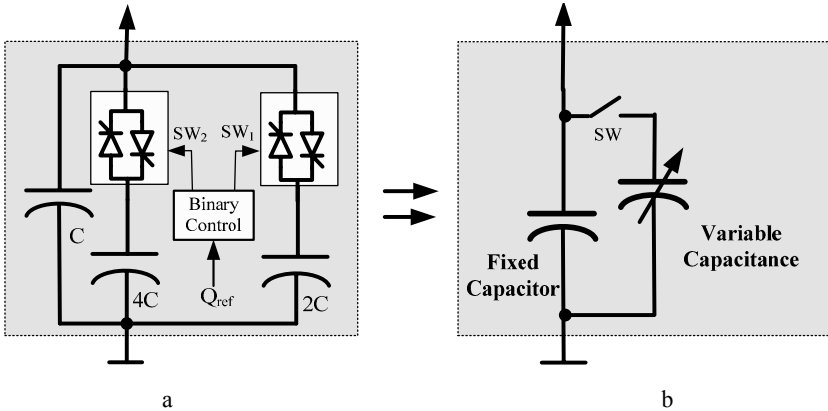 SW₂
SW₁
Binary
Control
C
4C
Qref
2C
SW
Fixed
Capacitor
Variable
Capacitance
a
b